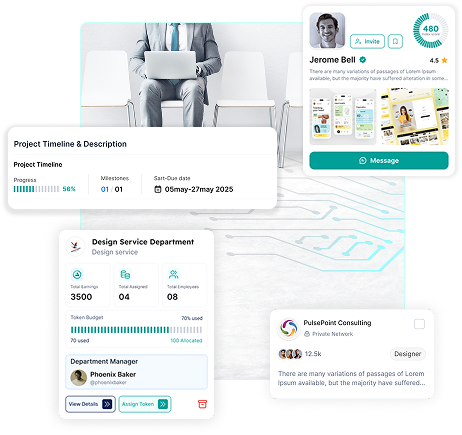 480
Invite
Jerome Bell
4.5
There are many variations of passages of Lorem Ipsum
available, but the majority have suffered alteration in some...
Message
Project Timeline & Description
Project Timeline
Progress
56%
Milestones
01 / 01
Sart-Due date
05may-27may 2025
Design Service Department
Design service
Total Earnings
3500
Total Assigned
04
Total Employees
08
Token Budget
70% used
70 used
100 Allocated
Department Manager
Phoenix Baker
@phoenixbaker
View Details
Assign Token
PulsePoint Consulting
Private Network
12.5k
Designer
There are many variations of passages of Lorem
Ipsum available, but the majority have suffered...